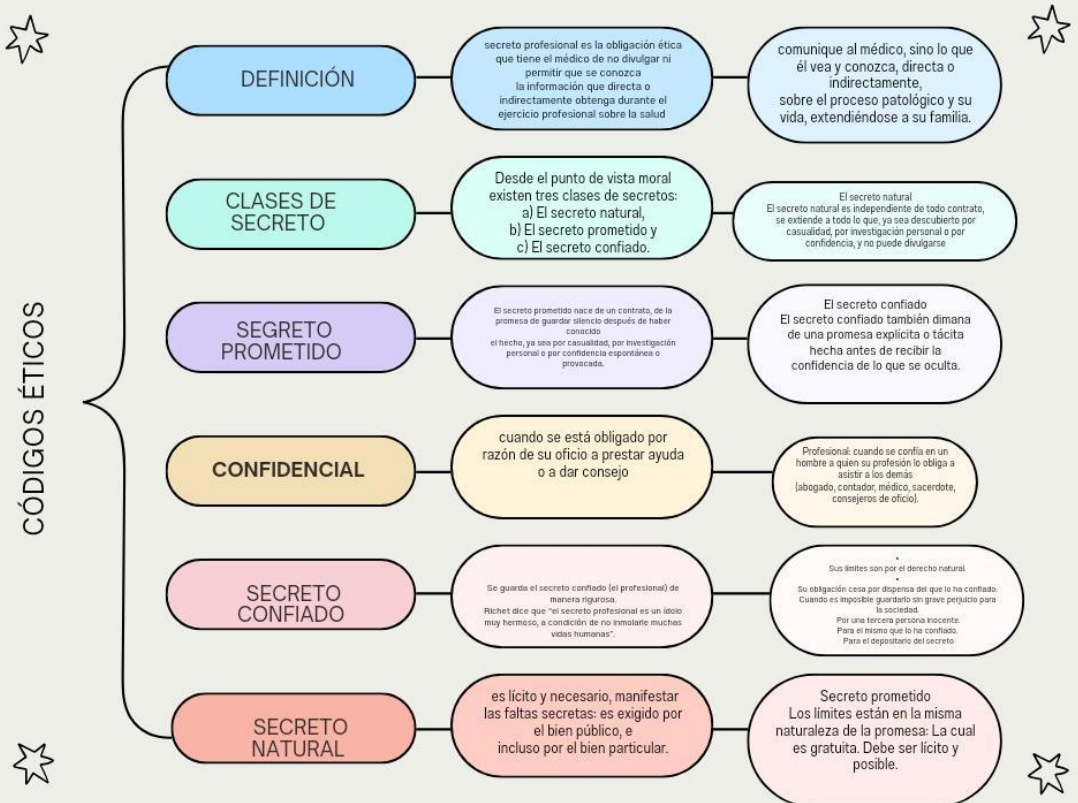 CÓDIGOS ÉTICOS
DEFINICIÓN
secreto profesional es la obligación ética
que tiene el médico de no divulgar ni
permitir que se conozca
la información que directa o
indirectamente obtenga durante el
ejercicio profesional sobre la salud
comunique al médico, sino lo que
él vea y conozca, directa o
indirectamente,
sobre el proceso patológico y su
vida, extendiéndose a su familia.
CLASES DE
SECRETO
Desde el punto de vista moral
existen tres clases de secretos:
a) El secreto natural,
b) El secreto prometido y
c) El secreto confiado.
El secreto natural
El secreto natural es independiente de todo contrato,
se extiende a todo lo que, ya sea descubierto por
casualidad, por investigación personal o por
confidencia, y no puede divulgarse
SEGRETO
PROMETIDO
El secreto prometido nace de un contrato, de la
promesa de guardar silencio después de haber
conocido
el hecho, ya sea por casualidad, por investigación
personal o por confidencia espontánea o
provocada.
El secreto confiado
El secreto confiado también dimana
de una promesa explícita o tácita
hecha antes de recibir la
confidencia de lo que se oculta.
CONFIDENCIAL
cuando se está obligado por
razón de su oficio a prestar ayuda
o a dar consejo
Profesional: cuando se confía en un
hombre a quien su profesión lo obliga a
asistir a los demás
(abogado, contador, médico, sacerdote,
consejeros de oficio).
SECRETO
CONFIADO
Se guarda el secreto confiado (el profesional) de
manera rigurosa.
Richet dice que "el secreto profesional es un ídolo
muy hermoso, a condición de no inmolarle muchas
vidas humanas".
•
Sus límites son por el derecho natural.
•
Su obligación cesa por dispensa del que lo ha confiado.
Cuando es imposible guardarlo sin grave perjuicio para
la sociedad.
Por una tercera persona inocente.
Para el mismo que lo ha confiado.
Para el depositario del secreto
SECRETO
NATURAL
es lícito y necesario, manifestar
las faltas secretas: es exigido por
el bien público, e
incluso por el bien particular.
Secreto prometido
Los límites están en la misma
naturaleza de la promesa: La cual
es gratuita. Debe ser lícito y
posible.